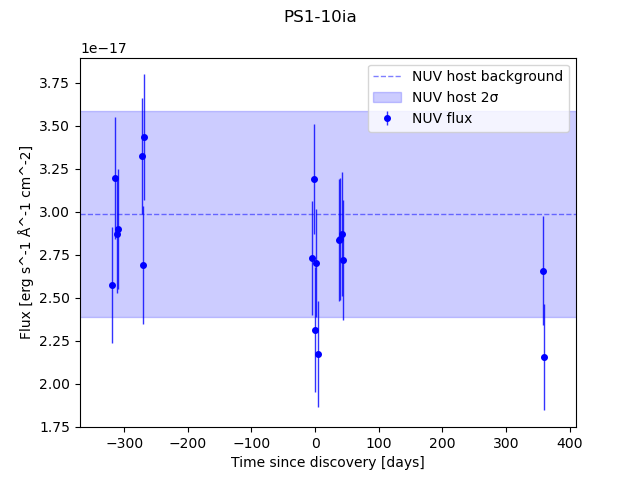 PS1-10ia
1e−17
NUV host background
NUV host 2σ
NUV flux
3.75
3.50
3.25
3.00
2.75
2.50
2.25
2.00
1.75
Flux [erg s^-1 Å^-1 cm^-2]
−300
−200
−100
0
100
200
300
400
Time since discovery [days]